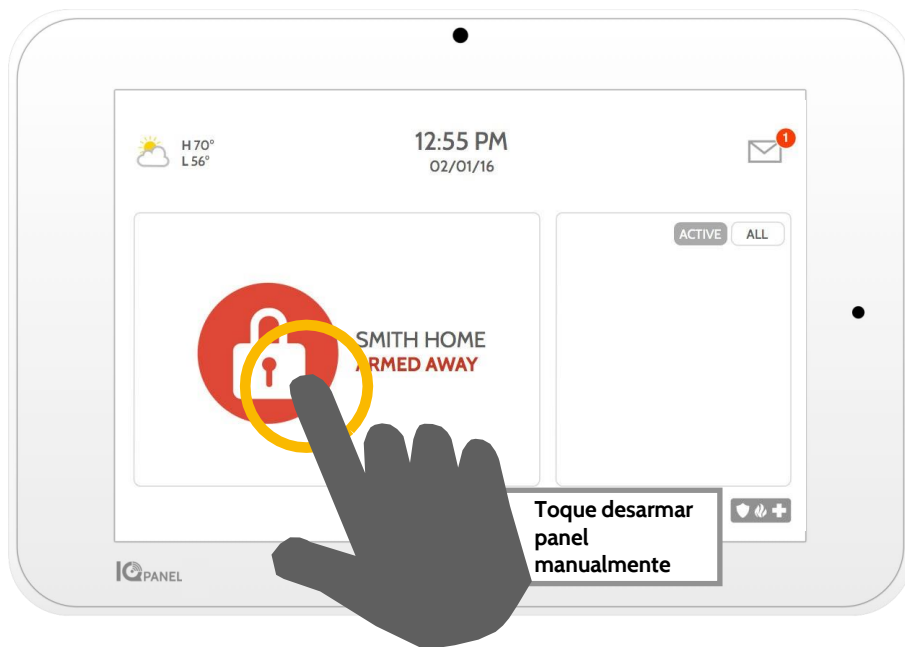 H 70°
L 56°
12:55 PM
02/01/16
1
ACTIVE
ALL
SMITH HOME
ARMED AWAY
Toque desarmar
panel
manualmente
IQ PANEL